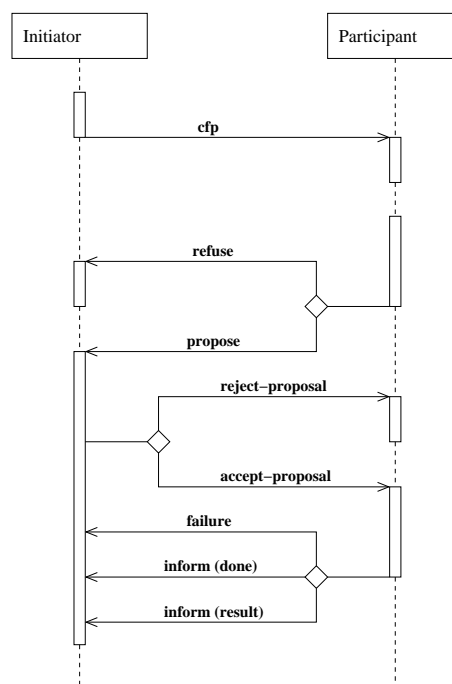 Initiator
Participant
cfp
refuse
propose
reject−proposal
accept−proposal
failure
inform (done)
inform (result)